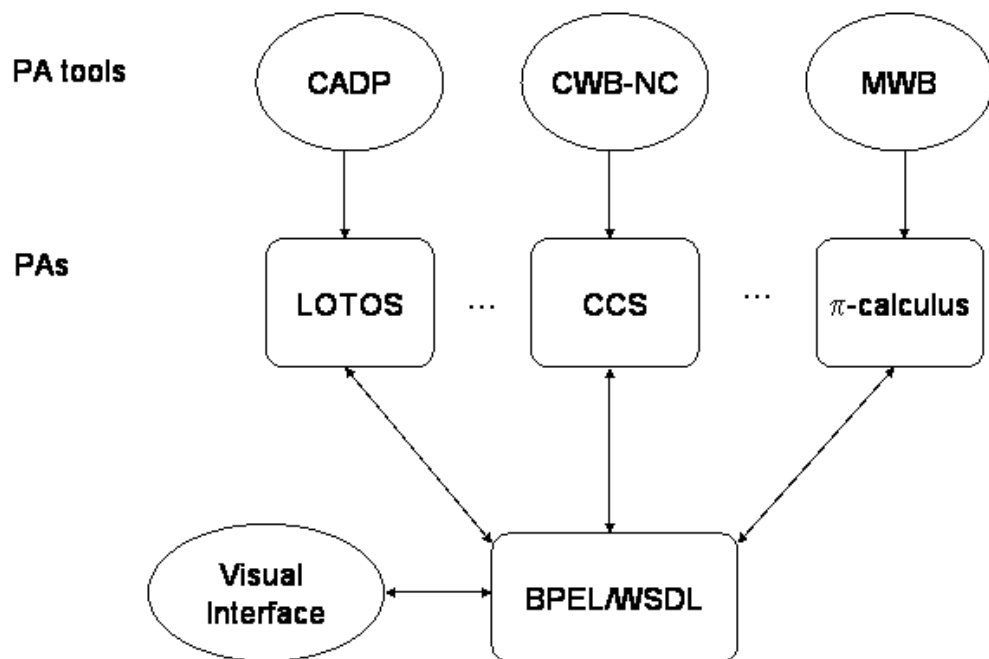 PA tools
CADP
CWB-NC
MWB
PAs
LOTOS
...
CCS
...
π-calculus
Visual
Interface
BPEL/WSDL